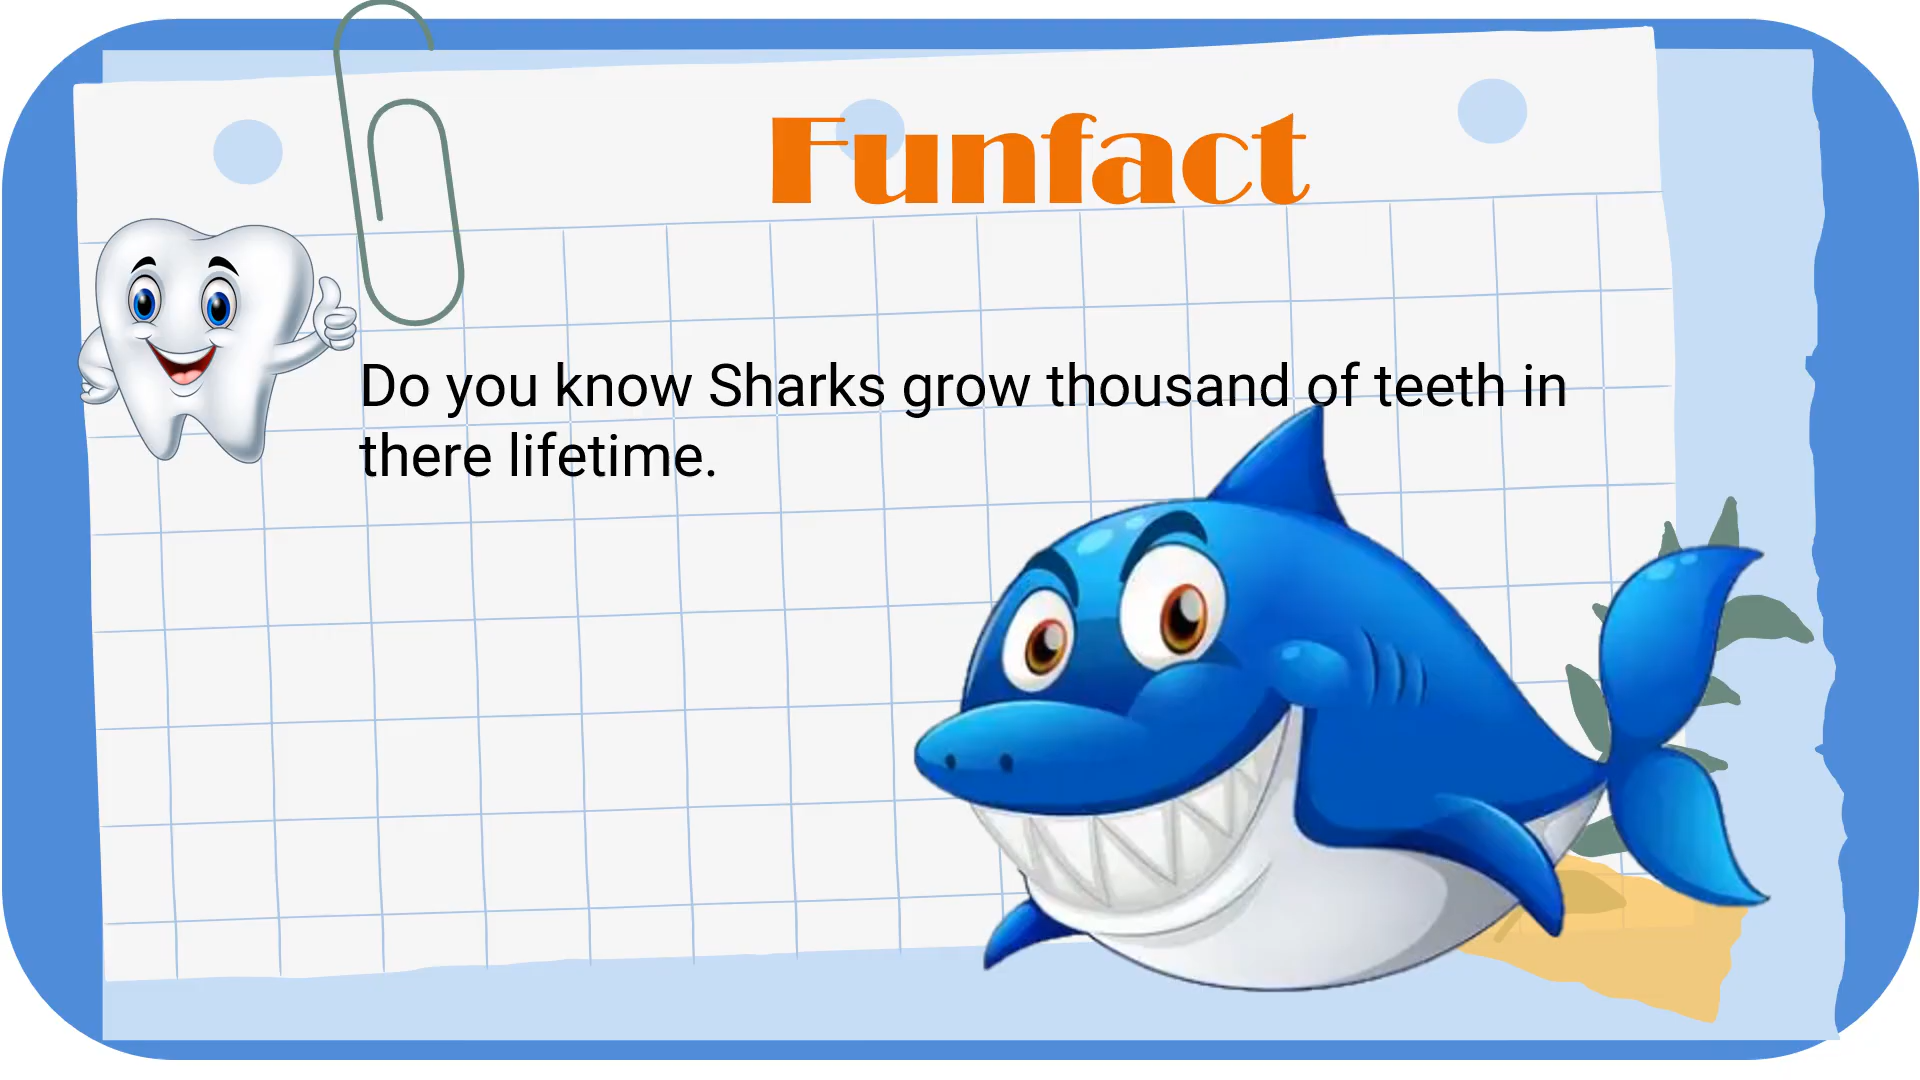 Funfact
Do you know Sharks grow thousand of teeth in
there lifetime.